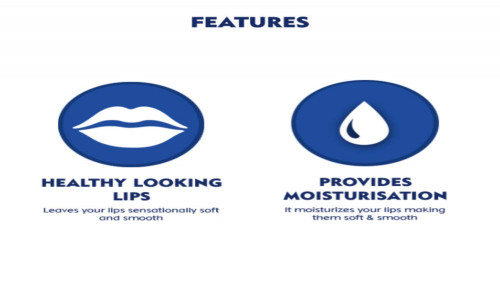 FEATURES
HEALTHY LOOKING
LIPS
Leaves your lips sensationally soft
and smooth
PROVIDES
MOISTURISATION
It moisturizes your lips making
them soft & smooth